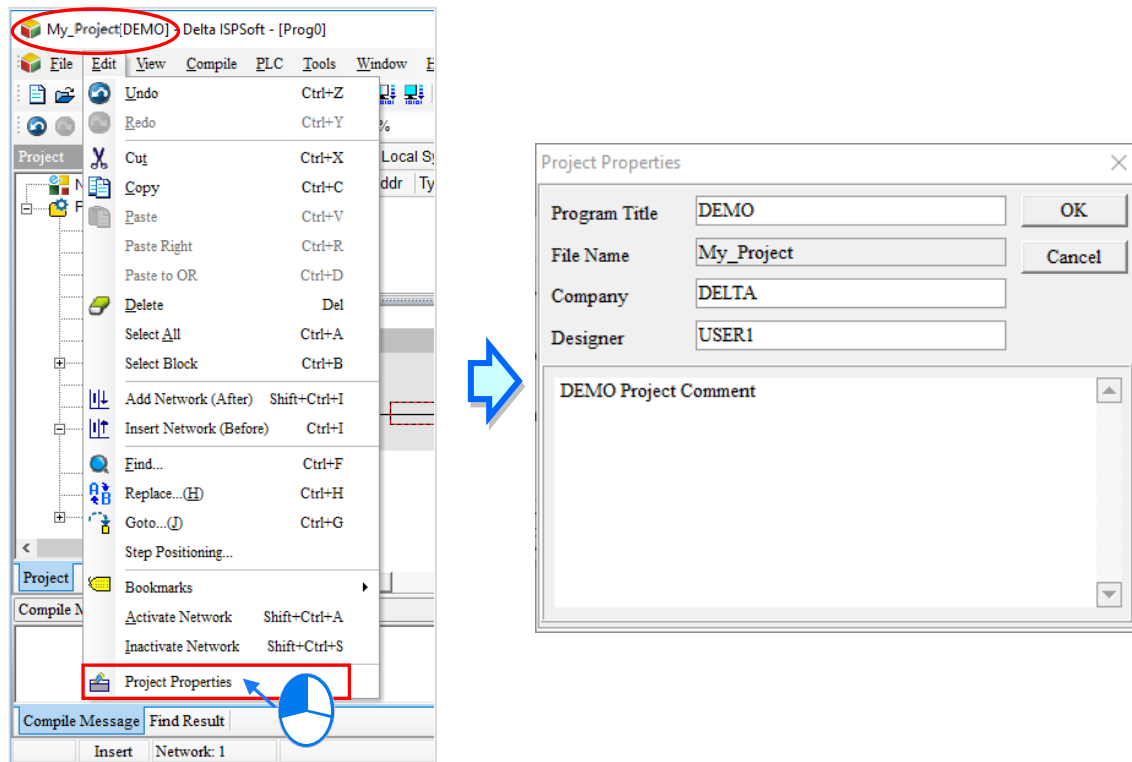 My_Project[DEMO] - Delta ISPSoft - [Prog0]
File Edit View Compile PLC Tools Window
Undo Ctrl+Z
Redo Ctrl+Y
%
Project
Cut Ctrl+X
Local Sy
Copy Ctrl+C
ddr Ty
Paste Ctrl+V
Paste Right Ctrl+R
Paste to OR Ctrl+D
Delete Del
Select All Ctrl+A
Select Block Ctrl+B
Add Network (After) Shift+Ctrl+I
Insert Network (Before) Ctrl+I
Find... Ctrl+F
Replace...(H) Ctrl+H
Goto...(J) Ctrl+G
Step Positioning...
Project
Bookmarks
Compile M
Activate Network Shift+Ctrl+A
Inactivate Network Shift+Ctrl+S
Project Properties
Compile Message Find Result
Insert Network: 1
Project Properties
Program Title DEMO OK
File Name My_Project Cancel
Company DELTA
Designer USER1
DEMO Project Comment